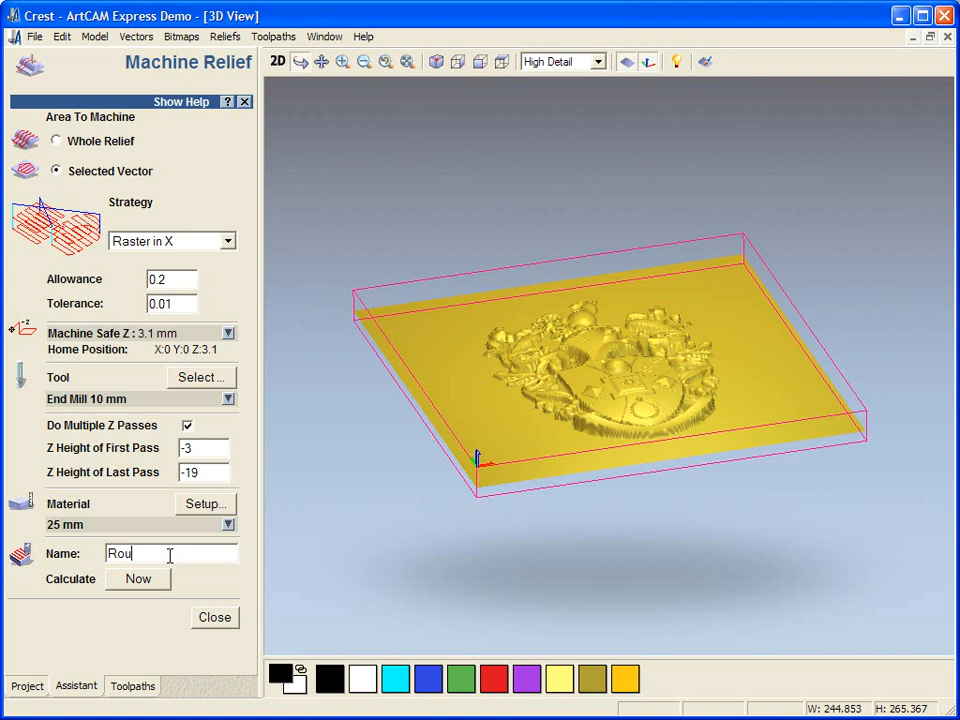 Crest - ArtCAM Express Demo - [3D View]
File Edit Model Vectors Bitmaps Reliefs Toolpaths Window Help
Machine Relief
2D High Detail
Show Help ?
Area To Machine
Whole Relief
Selected Vector
Strategy
Raster in X
Allowance 0.2
Tolerance: 0.01
Machine Safe Z : 3.1 mm
Home Position: X:0 Y:0 Z:3.1
Tool Select ...
End Mill 10 mm
Do Multiple Z Passes
Z Height of First Pass -3
Z Height of Last Pass -19
Material Setup...
25 mm
Name: Rou
Calculate Now
Close
Project Assistant Toolpaths
W: 244.853 H: 265.367